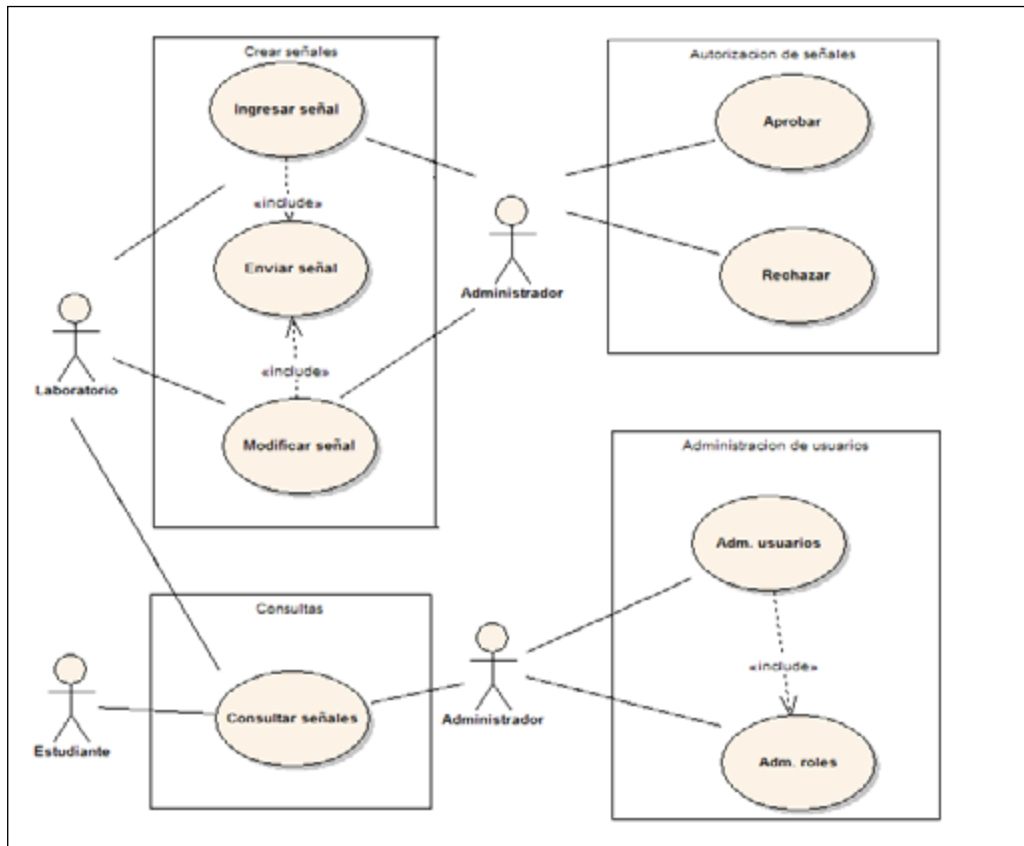 Crear señales
Ingresar señal
«include»
Enviar señal
«include»
Modificar señal
Autorizacion de señales
Aprobar
Rechazar
Administrador
Laboratorio
Administracion de usuarios
Adm. usuarios
«include»
Adm. roles
Consultas
Consultar señales
Administrador
Estudiante